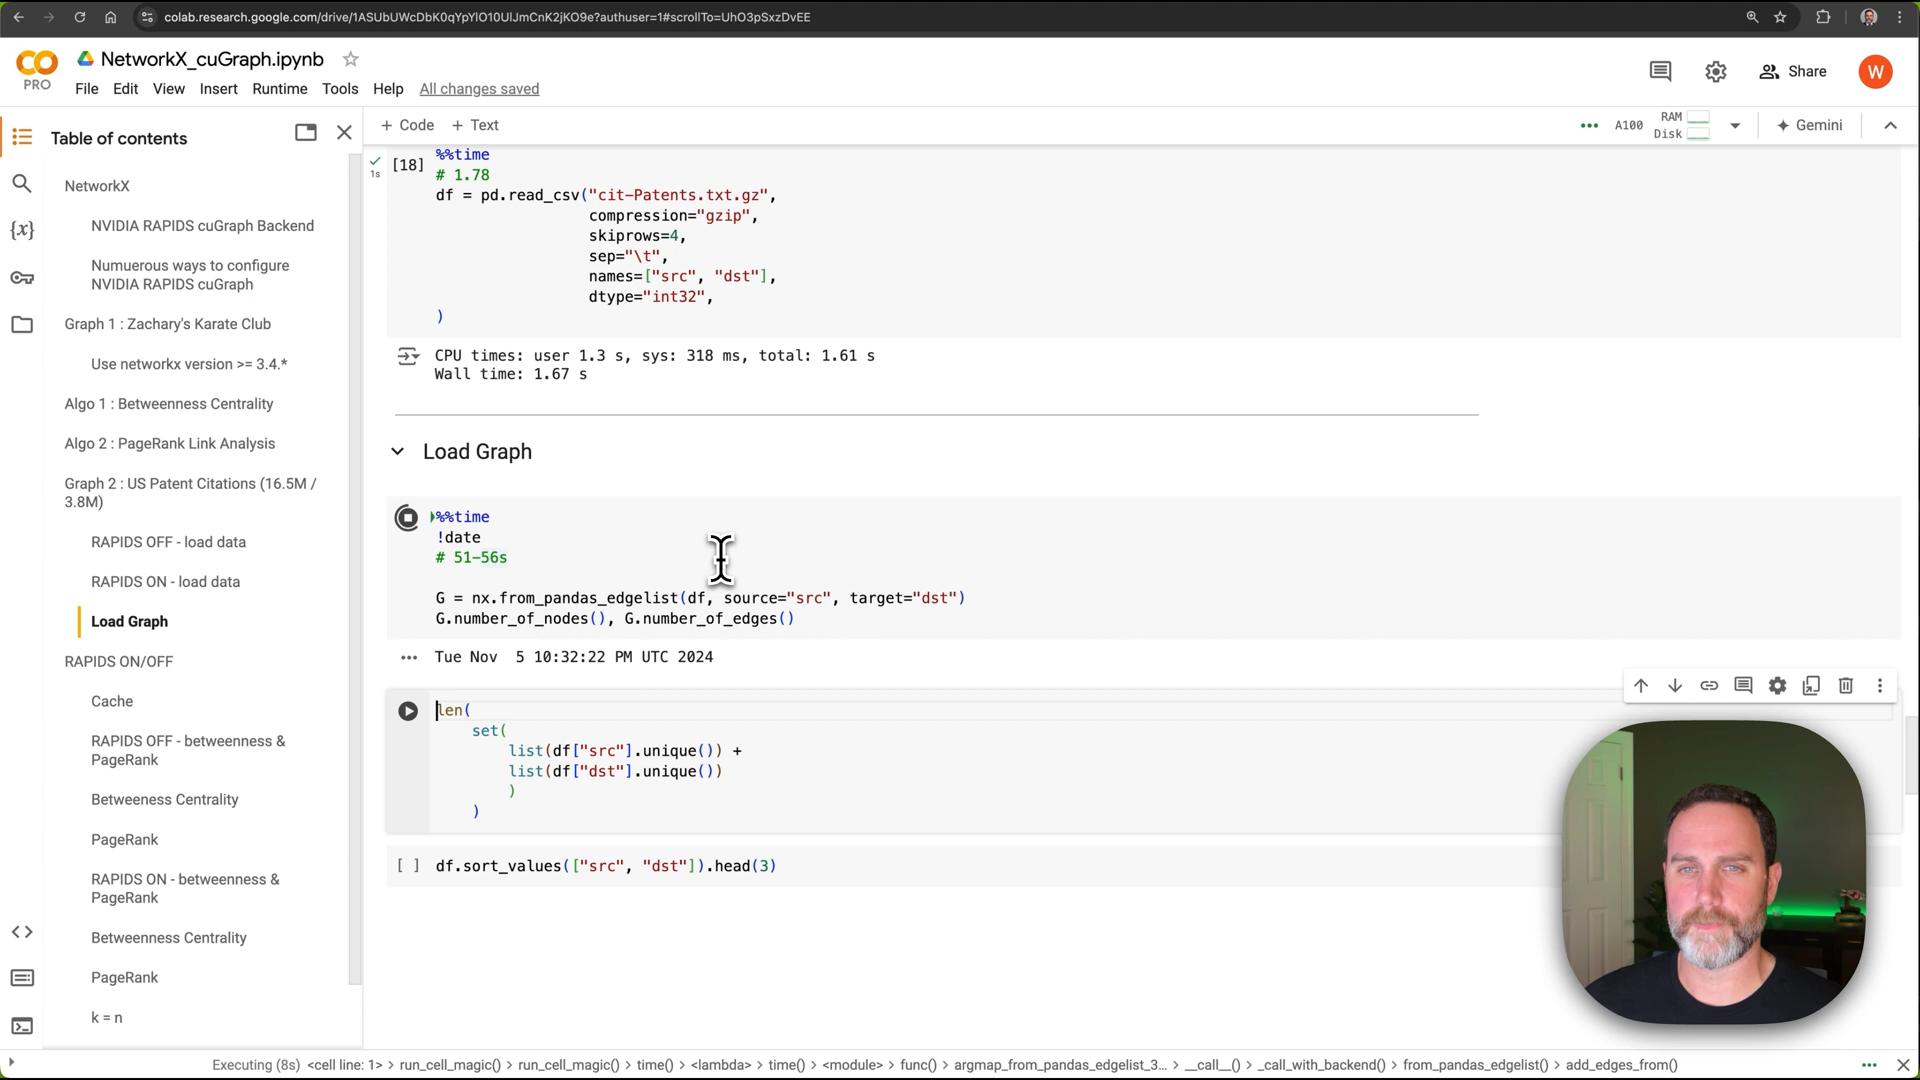 colab.research.google.com/drive/1ASUbUWcDbK0qYpYlO10UlJmCnK2jKO9e?authuser=1#scrollTo=UhO3pSxzDvEE
CO
PRO
NetworkX_cuGraph.ipynb
File Edit View Insert Runtime Tools Help All changes saved
Share
W
Table of contents
NetworkX
NVIDIA RAPIDS cuGraph Backend
Numuerous ways to configure
NVIDIA RAPIDS cuGraph
Graph 1 : Zachary's Karate Club
Use networkx version >= 3.4.*
Algo 1 : Betweenness Centrality
Algo 2 : PageRank Link Analysis
Graph 2 : US Patent Citations (16.5M /
3.8M)
RAPIDS OFF - load data
RAPIDS ON - load data
Load Graph
RAPIDS ON/OFF
Cache
RAPIDS OFF - betweenness &
PageRank
Betweeness Centrality
PageRank
RAPIDS ON - betweenness &
PageRank
Betweenness Centrality
PageRank
k = n
+ Code + Text
A100
RAM
Disk
Gemini
[18]
1s
%%time
# 1.78
df = pd.read_csv("cit-Patents.txt.gz",
compression="gzip",
skiprows=4,
sep="\t",
names=["src", "dst"],
dtype="int32",
)
CPU times: user 1.3 s, sys: 318 ms, total: 1.61 s
Wall time: 1.67 s
Load Graph
%%time
!date
# 51-56s
G = nx.from_pandas_edgelist(df, source="src", target="dst")
G.number_of_nodes(), G.number_of_edges()
Tue Nov  5 10:32:22 PM UTC 2024
len(
set(
list(df["src"].unique()) +
list(df["dst"].unique())
)
)
[ ] df.sort_values(["src", "dst"]).head(3)
Executing (8s) <cell line: 1> > run_cell_magic() > run_cell_magic() > time() > <lambda> > time() > <module> > func() > argmap_from_pandas_edgelist_3... > __call__() > _call_with_backend() > from_pandas_edgelist() > add_edges_from()